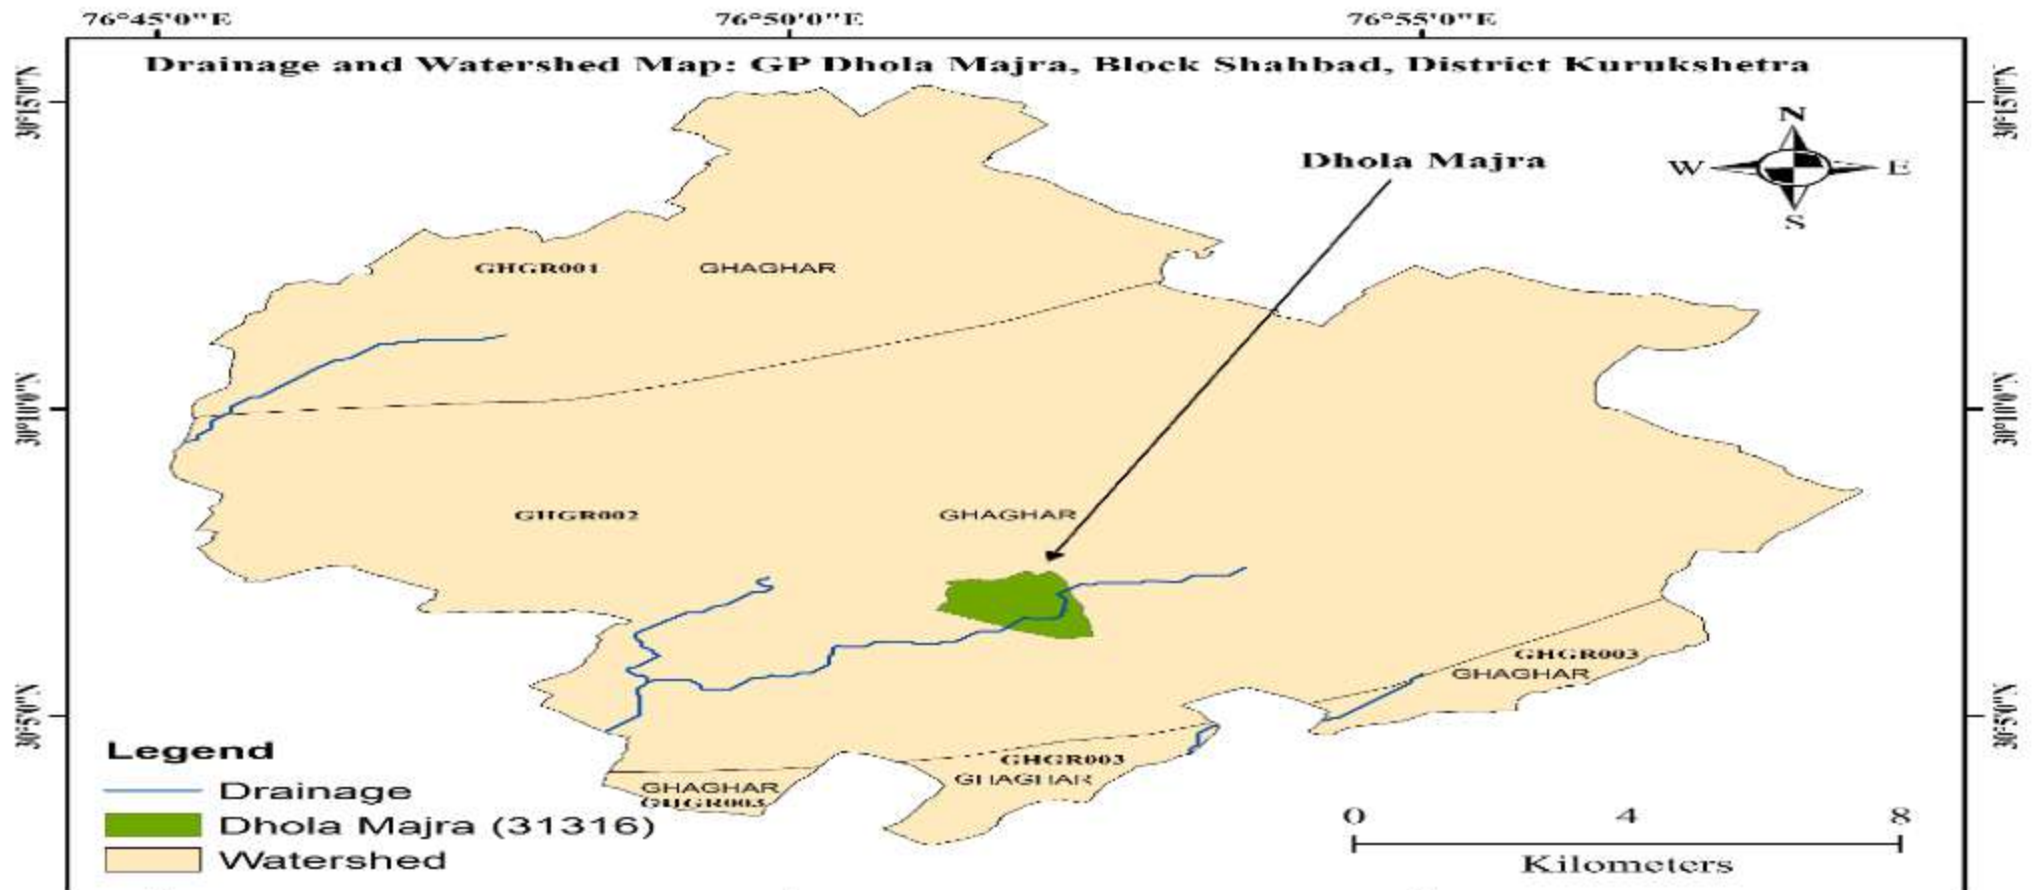 76°45'0"E 76°50'0"E 76°55'0"E
Drainage and Watershed Map: GP Dhola Majra, Block Shahbad, District Kurukshetra
30°15'0"N 30°15'0"N
N
W E
S
Dhola Majra
GHGR001 GHAGHAR
30°10'0"N 30°10'0"N
GHGR002 GHAGHAR
GHGR003
GHAGHAR
30°5'0"N 30°5'0"N
GHGR003
GHAGHAR
GHAGHAR
GHGR003
Legend
Drainage
Dhola Majra (31316)
Watershed
0 4 8
Kilometers